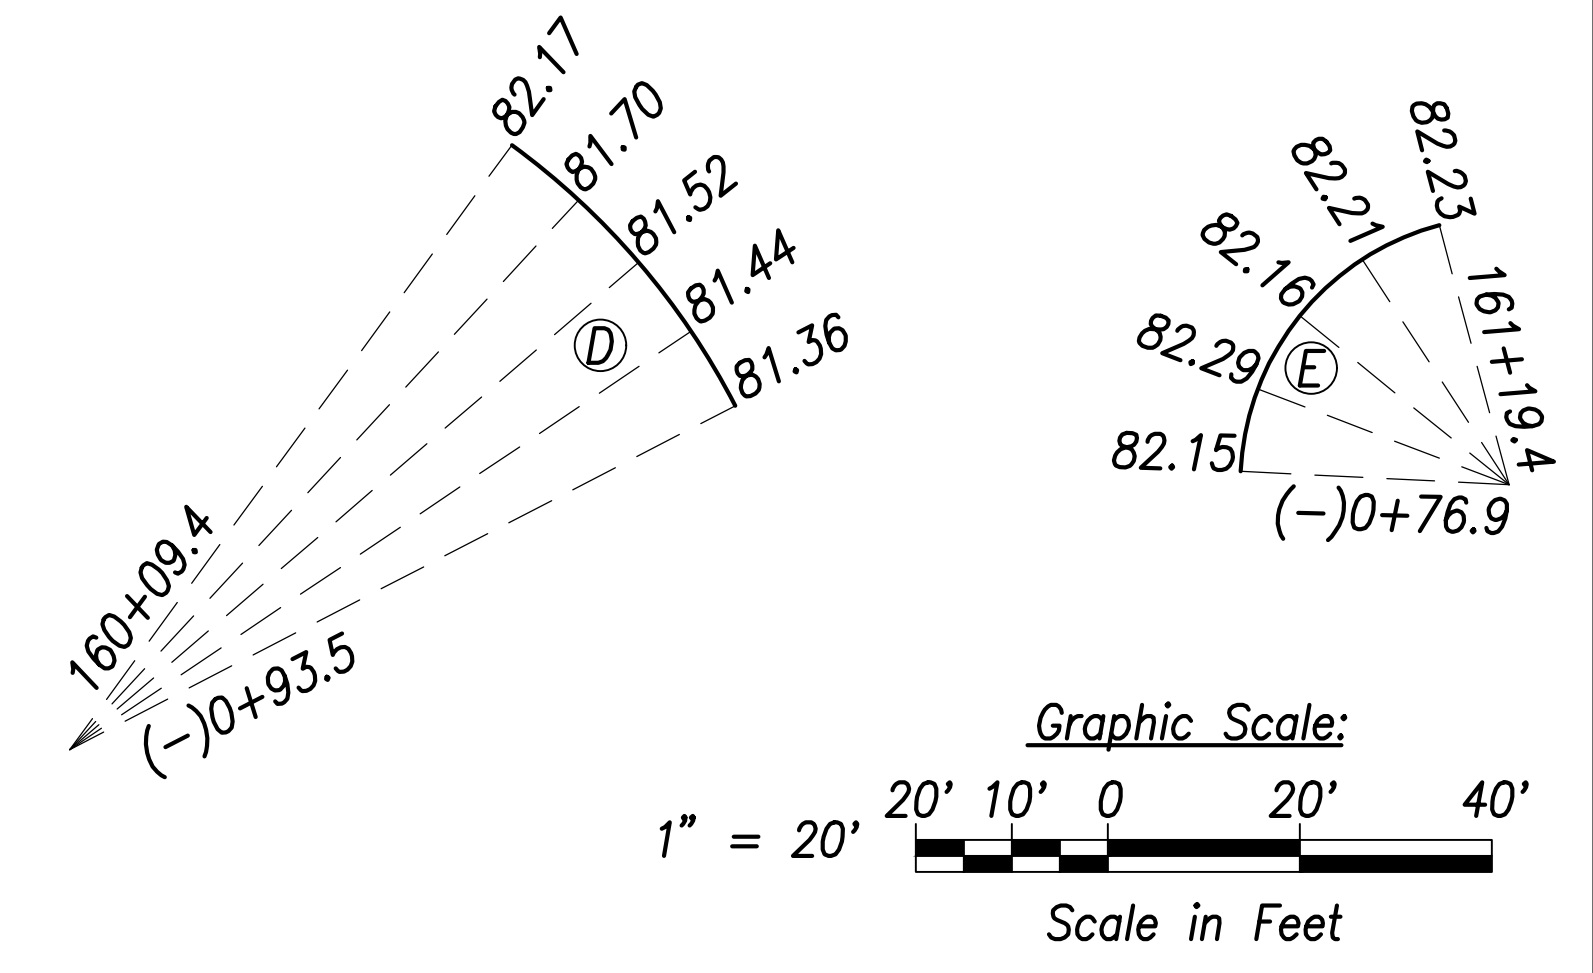 82.17
81.70
81.52
81.44
81.36
D
160+09.4
(-)0+93.5
82.23
82.21
82.16
82.29
82.15
E
161+19.4
(-)0+76.9
Graphic Scale:
20' 10' 0 20' 40'
1" = 20'
Scale in Feet